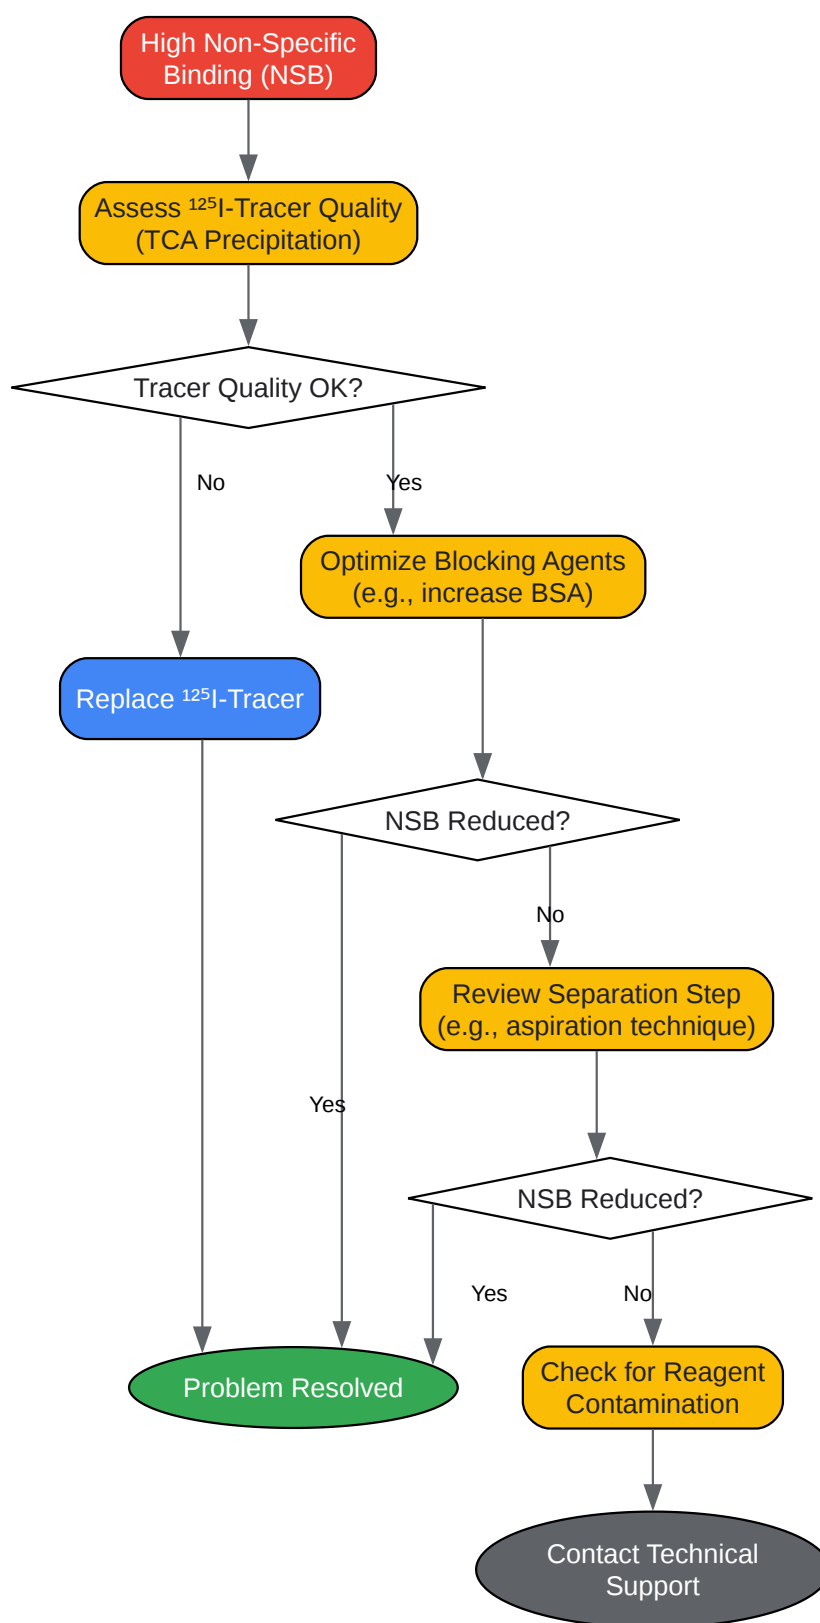 High Non-Specific
Binding (NSB)
Assess ¹²⁵I-Tracer Quality
(TCA Precipitation)
Tracer Quality OK?
No
Yes
Optimize Blocking Agents
(e.g., increase BSA)
Replace ¹²⁵I-Tracer
NSB Reduced?
No
Review Separation Step
(e.g., aspiration technique)
Yes
NSB Reduced?
Yes
No
Problem Resolved
Check for Reagent
Contamination
Contact Technical
Support